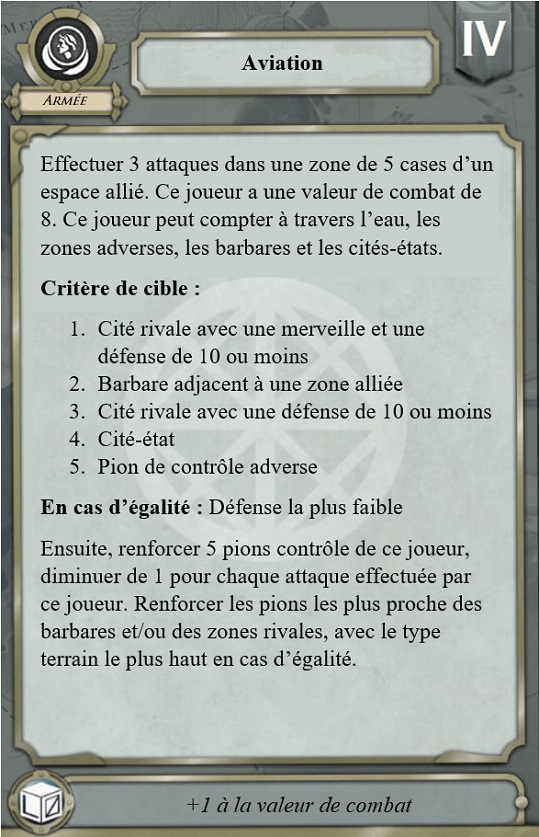 IV
Aviation
ARMÉE
Effectuer 3 attaques dans une zone de 5 cases d’un
espace allié. Ce joueur a une valeur de combat de
8. Ce joueur peut compter à travers l’eau, les
zones adverses, les barbares et les cités-états.
Critère de cible :
1. Cité rivale avec une merveille et une
défense de 10 ou moins
2. Barbare adjacent à une zone alliée
3. Cité rivale avec une défense de 10 ou moins
4. Cité-état
5. Pion de contrôle adverse
En cas d’égalité : Défense la plus faible
Ensuite, renforcer 5 pions contrôle de ce joueur,
diminuer de 1 pour chaque attaque effectuée par
ce joueur. Renforcer les pions les plus proche des
barbares et/ou des zones rivales, avec le type
terrain le plus haut en cas d’égalité.
+1 à la valeur de combat